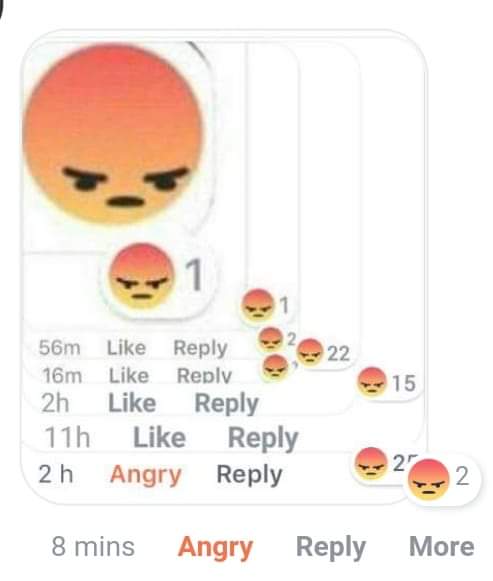 1
1
2
22
56m Like Reply
16m Like Reply
15
2h Like Reply
11h Like Reply
2 h Angry Reply
2
8 mins Angry Reply More